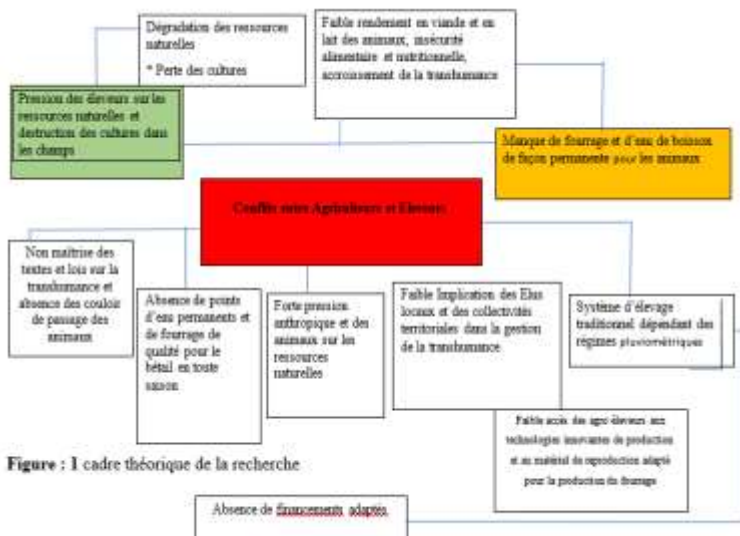 Dégradation des ressources
naturelles
* Perte des cultures
Faible rendement en viande et en
lait des animaux, insécurité
alimentaire et nutritionnelle,
accroissement de la transhumance
Pression des éleveurs sur les
ressources naturelles et
destruction des cultures dans
les champs
Manque de fourrage et d'eau de boisson
de façon permanente pour les animaux
Conflits entre Agriculteurs et Eleveurs
Non maitrise des
textes et lois sur la
transhumance et
absence des couloir
de passage des
animaux
Absence de points
d'eau permanents et
de fourrage de
qualité pour le
bétail en toute
saison
Forte pression
anthropique et des
animaux sur les
ressources
naturelles
Faible Implication des Elus
locaux et des collectivités
territoriales dans la gestion
de la transhumance
Système d'élevage
traditionnel dépendant des
régimes pluviométriques
Faible accès des agro éleveurs aux
technologies innovantes de production
et au matériel de reproduction adapté
pour la production du fourrage
Figure : 1 cadre théorique de la recherche
Absence de financements adaptés